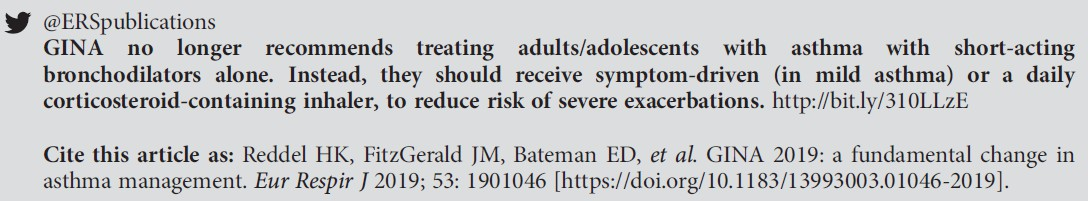 @ERSpublications
GINA no longer recommends treating adults/adolescents with asthma with short-acting
bronchodilators alone. Instead, they should receive symptom-driven (in mild asthma) or a daily
corticosteroid-containing inhaler, to reduce risk of severe exacerbations. http://bit.ly/310LLzE
Cite this article as: Reddel HK, FitzGerald JM, Bateman ED, et al. GINA 2019: a fundamental change in
asthma management. Eur Respir J 2019; 53: 1901046 [https://doi.org/10.1183/13993003.01046-2019].